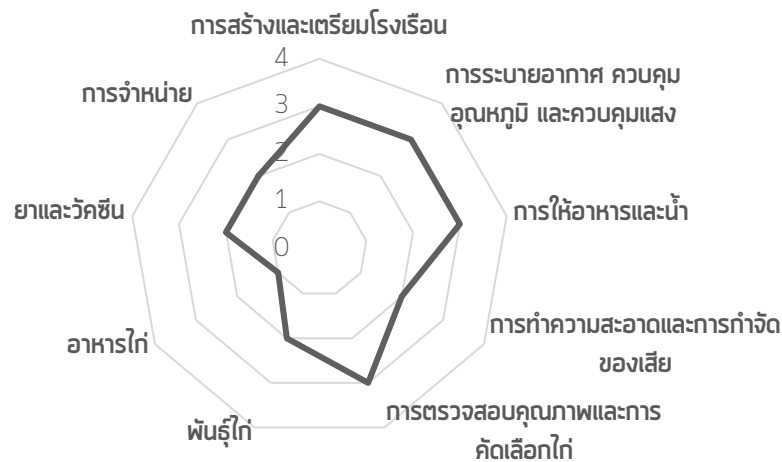 การสร้างและเตรียมโรงเรือน
4
การระบายอากาศ ควบคุม
อุณหภูมิ และควบคุมแสง
การจำหน่าย
3
2
ยาและวัคซีน
1
การให้อาหารและน้ำ
0
การทำความสะอาดและการกำจัด
ของเสีย
อาหารไก่
การตรวจสอบคุณภาพและการ
คัดเลือกไก่
พันธุ์ไก่